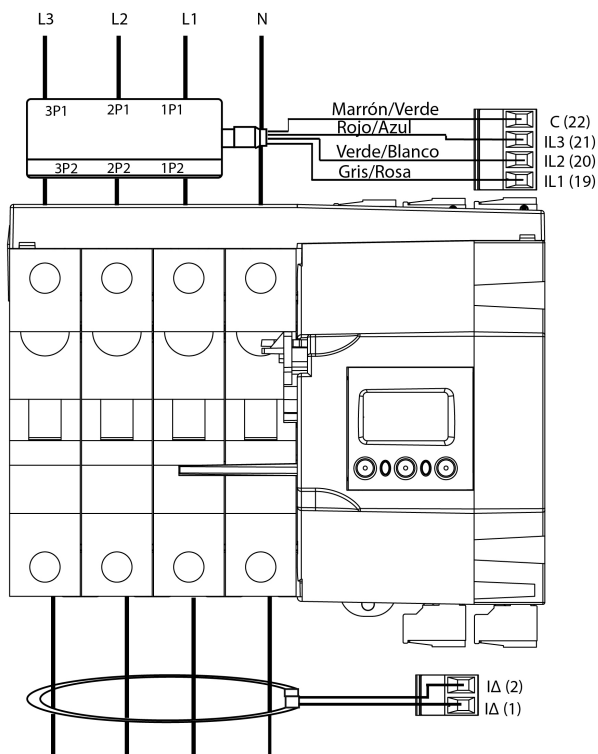 L3 L2 L1 N
3P1 2P1 1P1
3P2 2P2 1P2
Marrón/Verde
Rojo/Azul
Verde/Blanco
Gris/Rosa
C (22)
IL3 (21)
IL2 (20)
IL1 (19)
IΔ (2)
IΔ (1)